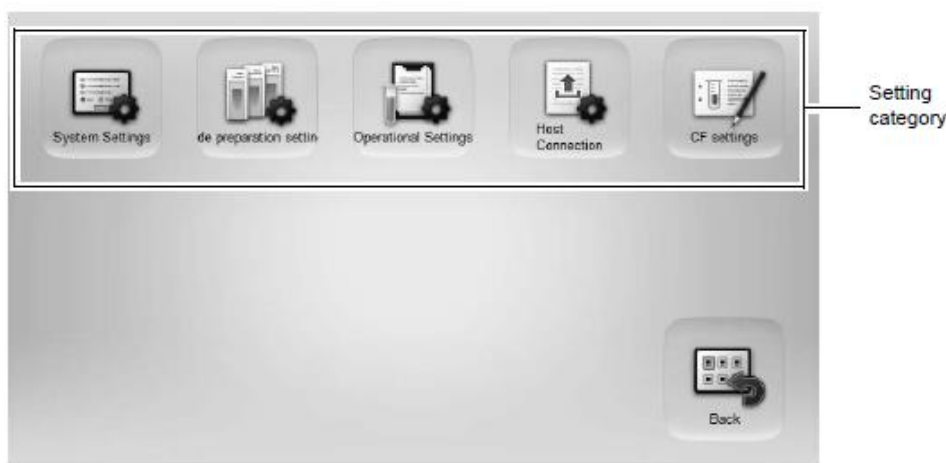 System Settings
de preparation settin
Operational Settings
Host
Connection
CF settings
Setting
category
Back